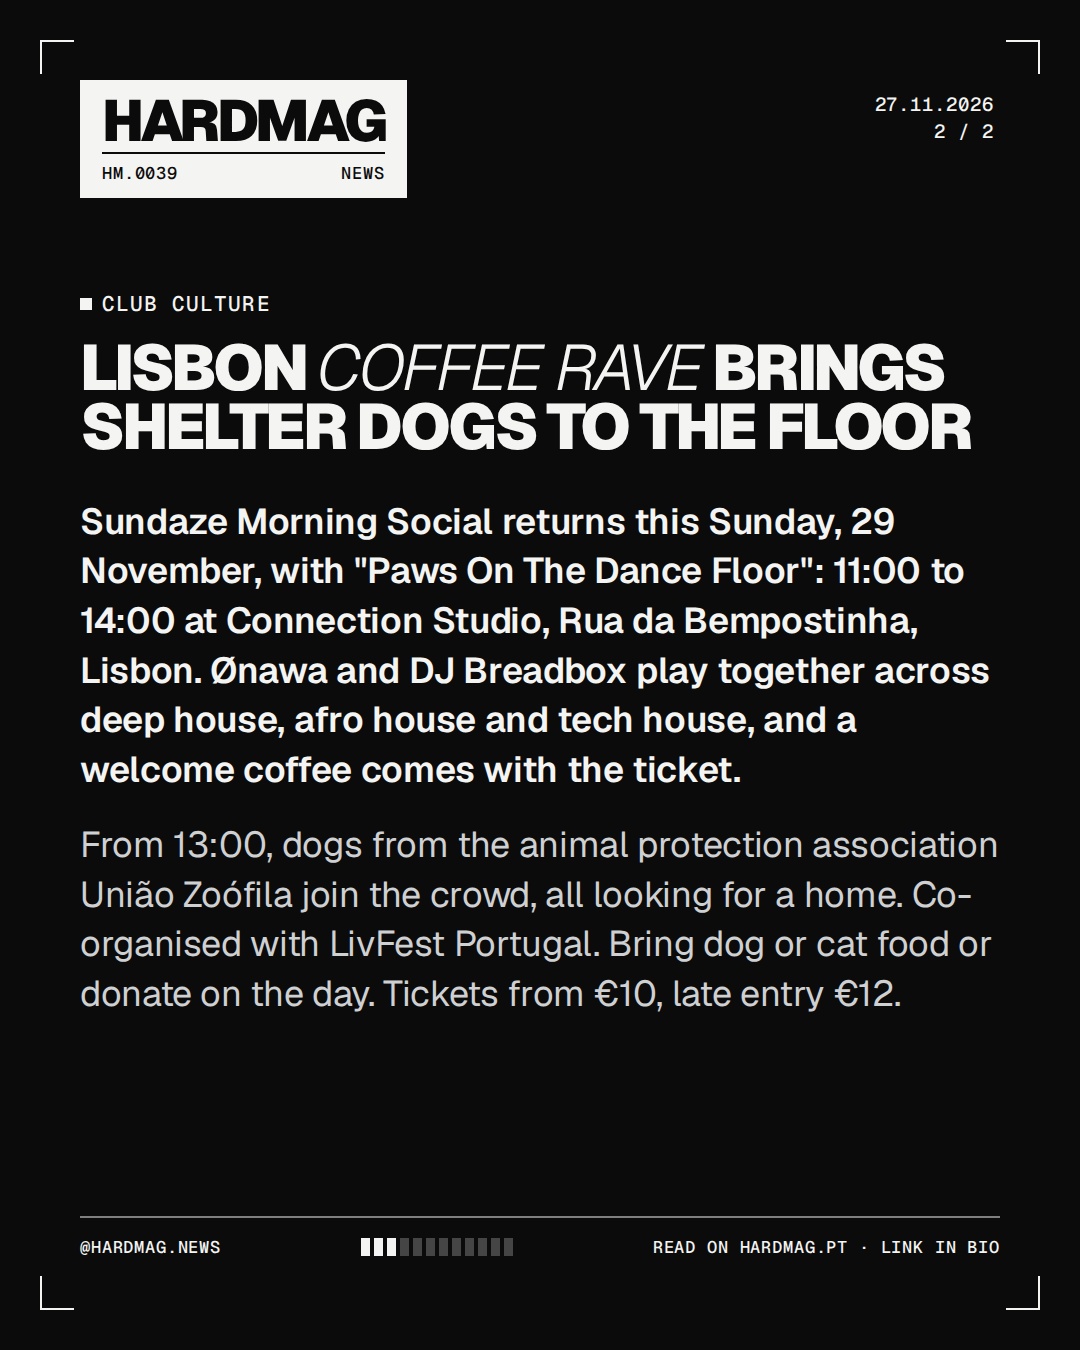 HARDMAG
HM.0039 NEWS
27.11.2026
2 / 2
CLUB CULTURE
LISBON COFFEE RAVE BRINGS
SHELTER DOGS TO THE FLOOR
Sundaze Morning Social returns this Sunday, 29
November, with "Paws On The Dance Floor": 11:00 to
14:00 at Connection Studio, Rua da Bempostinha,
Lisbon. Ønawa and DJ Breadbox play together across
deep house, afro house and tech house, and a
welcome coffee comes with the ticket.
From 13:00, dogs from the animal protection association
União Zoófila join the crowd, all looking for a home. Co-
organised with LivFest Portugal. Bring dog or cat food or
donate on the day. Tickets from €10, late entry €12.
@HARDMAG.NEWS
READ ON HARDMAG.PT · LINK IN BIO